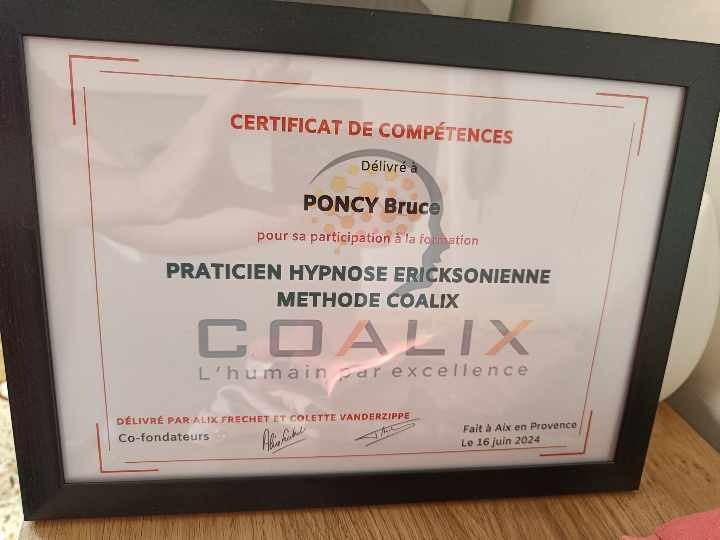 CERTIFICAT DE COMPÉTENCES
Délivré à
PONCY Bruce
pour sa participation à la formation
PRATICIEN HYPNOSE ERICKSONIENNE
METHODE COALIX
COALIX
L'humain par excellence
DÉLIVRÉ PAR ALIX FRECHET ET COLETTE VANDERZIPPE
Co-fondateurs
Fait à Aix en Provence
Le 16 juin 2024